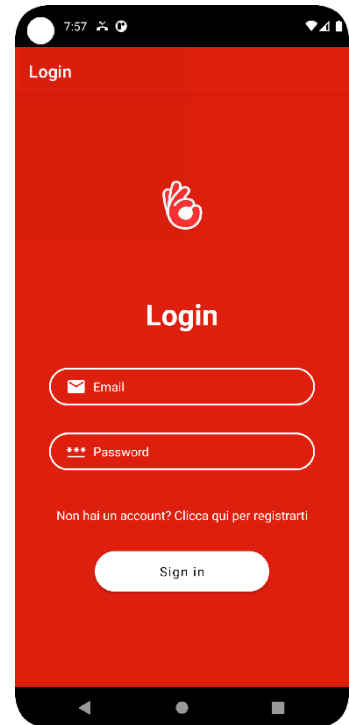 7:57
Login
Login
Email
*** Password
Non hai un account? Clicca qui per registrarti
Sign in